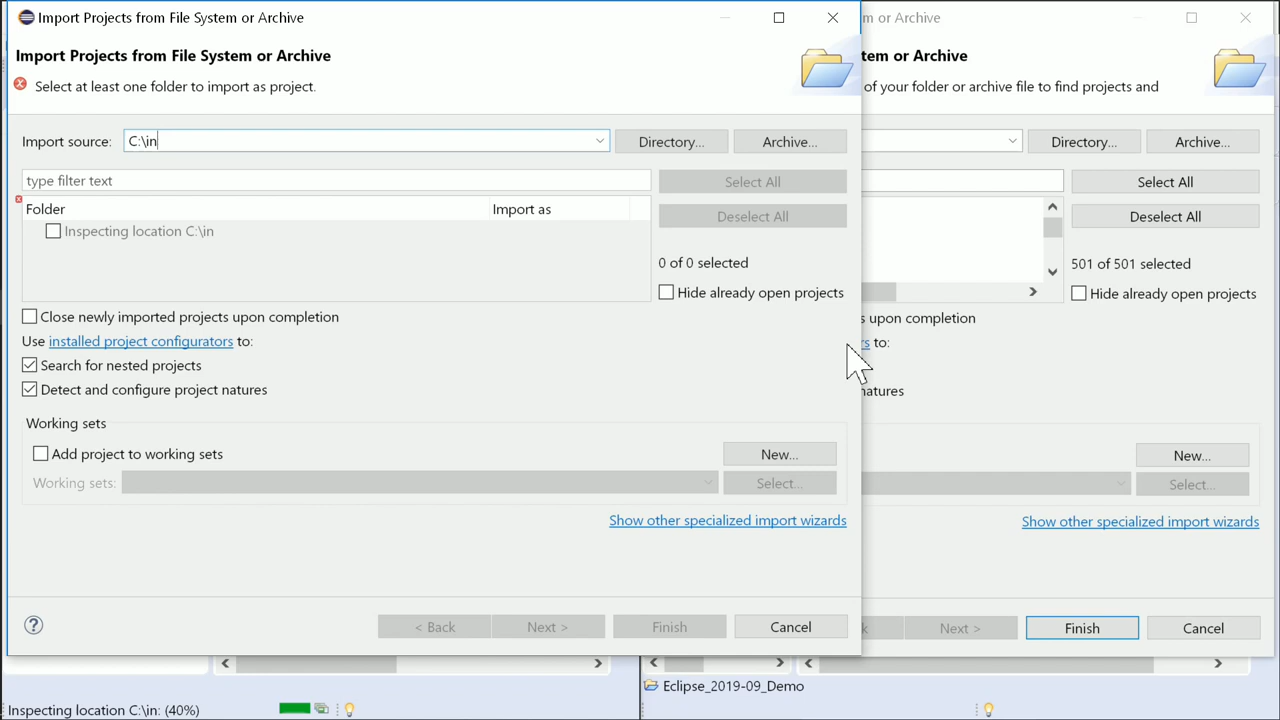 Import Projects from File System or Archive
m or Archive
Import Projects from File System or Archive
tem or Archive
Select at least one folder to import as project.
of your folder or archive file to find projects and
Import source: C:\in Directory... Archive... Directory... Archive...
type filter text Select All Select All
Folder Import as Deselect All Deselect All
Inspecting location C:\in
0 of 0 selected 501 of 501 selected
Hide already open projects Hide already open projects
Close newly imported projects upon completion s upon completion
Use installed project configurators to: rs to:
Search for nested projects
Detect and configure project natures natures
Working sets
Add project to working sets New... New...
Working sets: Select... Select...
Show other specialized import wizards Show other specialized import wizards
< Back Next > Finish Cancel k Next > Finish Cancel
Eclipse_2019-09_Demo
Inspecting location C:\in: (40%)